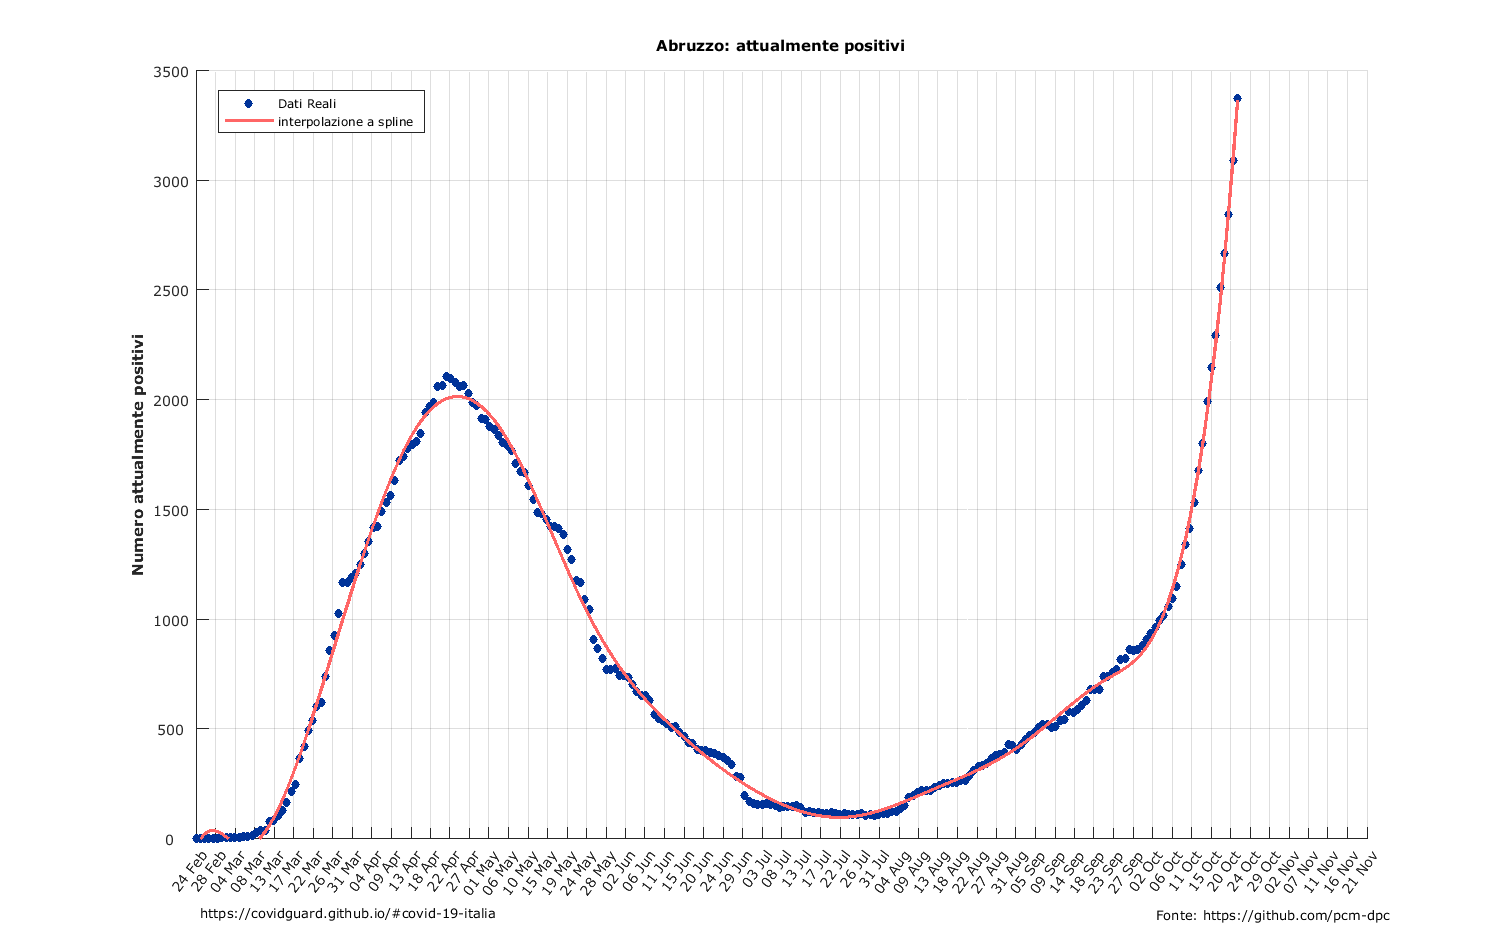 Abruzzo: attualmente positivi
3500
3000
2500
2000
1500
1000
500
0
Numero attualmente positivi
Dati Reali
interpolazione a spline
24 Feb
28 Feb
04 Mar
08 Mar
13 Mar
17 Mar
22 Mar
26 Mar
31 Mar
04 Apr
09 Apr
13 Apr
18 Apr
22 Apr
27 Apr
01 May
06 May
10 May
15 May
19 May
24 May
28 May
02 Jun
06 Jun
11 Jun
15 Jun
20 Jun
24 Jun
29 Jun
03 Jul
08 Jul
13 Jul
17 Jul
22 Jul
26 Jul
31 Jul
04 Aug
09 Aug
13 Aug
18 Aug
22 Aug
27 Aug
31 Aug
05 Sep
09 Sep
14 Sep
18 Sep
23 Sep
27 Sep
02 Oct
06 Oct
11 Oct
15 Oct
20 Oct
24 Oct
29 Oct
02 Nov
07 Nov
11 Nov
16 Nov
21 Nov
https://covidguard.github.io/#covid-19-italia
Fonte: https://github.com/pcm-dpc